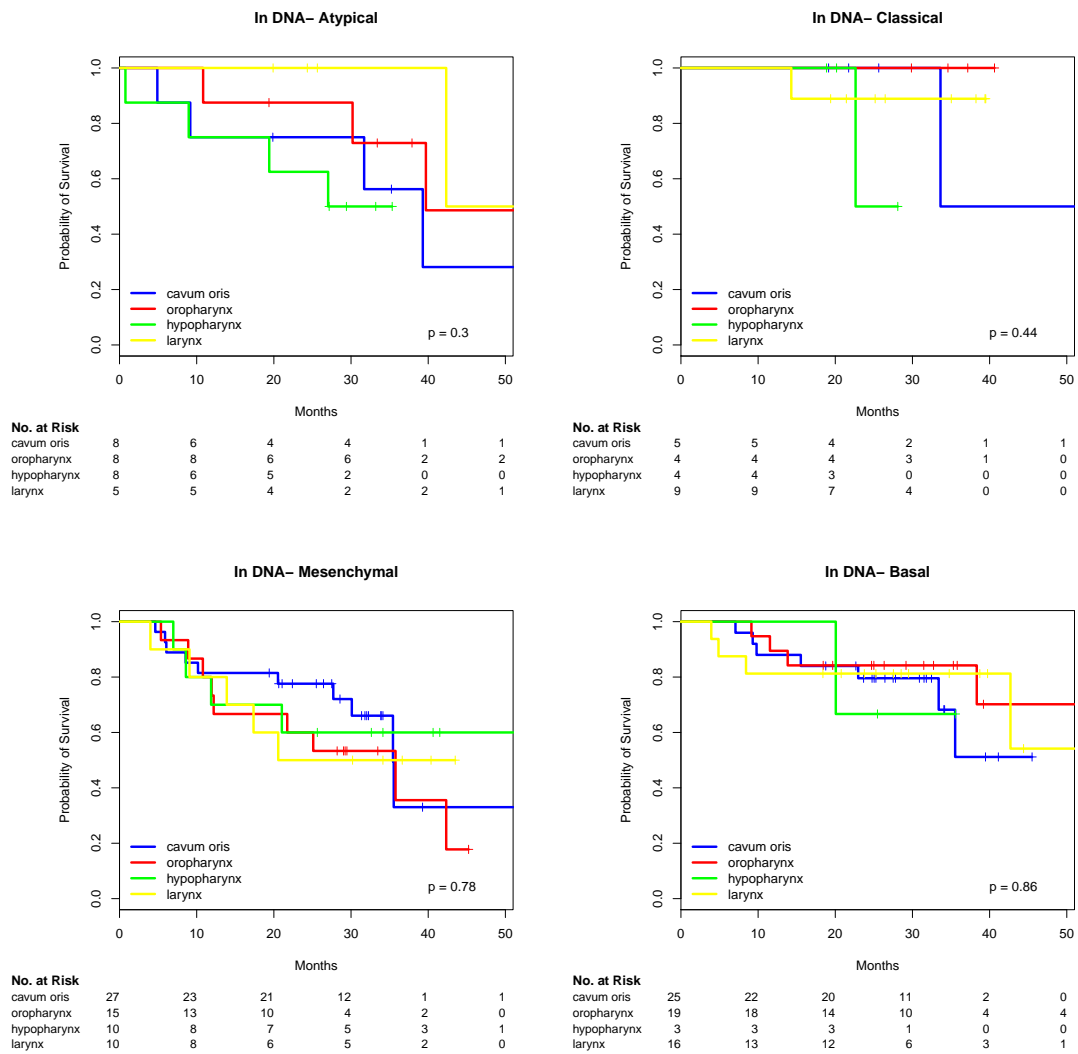 In DNA− Atypical
Probability of Survival
0.0 0.2 0.4 0.6 0.8 1.0
cavum oris
oropharynx
hypopharynx
larynx
p = 0.3
0 10 20 30 40 50
Months
No. at Risk
cavum oris 8 6 4 4 1 1
oropharynx 8 8 6 6 2 2
hypopharynx 8 6 5 2 0 0
larynx 5 5 4 2 2 1
In DNA− Classical
Probability of Survival
0.0 0.2 0.4 0.6 0.8 1.0
cavum oris
oropharynx
hypopharynx
larynx
p = 0.44
0 10 20 30 40 50
Months
No. at Risk
cavum oris 5 5 4 2 1 1
oropharynx 4 4 4 3 1 0
hypopharynx 4 4 3 0 0 0
larynx 9 9 7 4 0 0
In DNA− Mesenchymal
Probability of Survival
0.0 0.2 0.4 0.6 0.8 1.0
cavum oris
oropharynx
hypopharynx
larynx
p = 0.78
0 10 20 30 40 50
Months
No. at Risk
cavum oris 27 23 21 12 1 1
oropharynx 15 13 10 4 2 0
hypopharynx 10 8 7 5 3 1
larynx 10 8 6 5 2 0
In DNA− Basal
Probability of Survival
0.0 0.2 0.4 0.6 0.8 1.0
cavum oris
oropharynx
hypopharynx
larynx
p = 0.86
0 10 20 30 40 50
Months
No. at Risk
cavum oris 25 22 20 11 2 0
oropharynx 19 18 14 10 4 4
hypopharynx 3 3 3 1 0 0
larynx 16 13 12 6 3 1